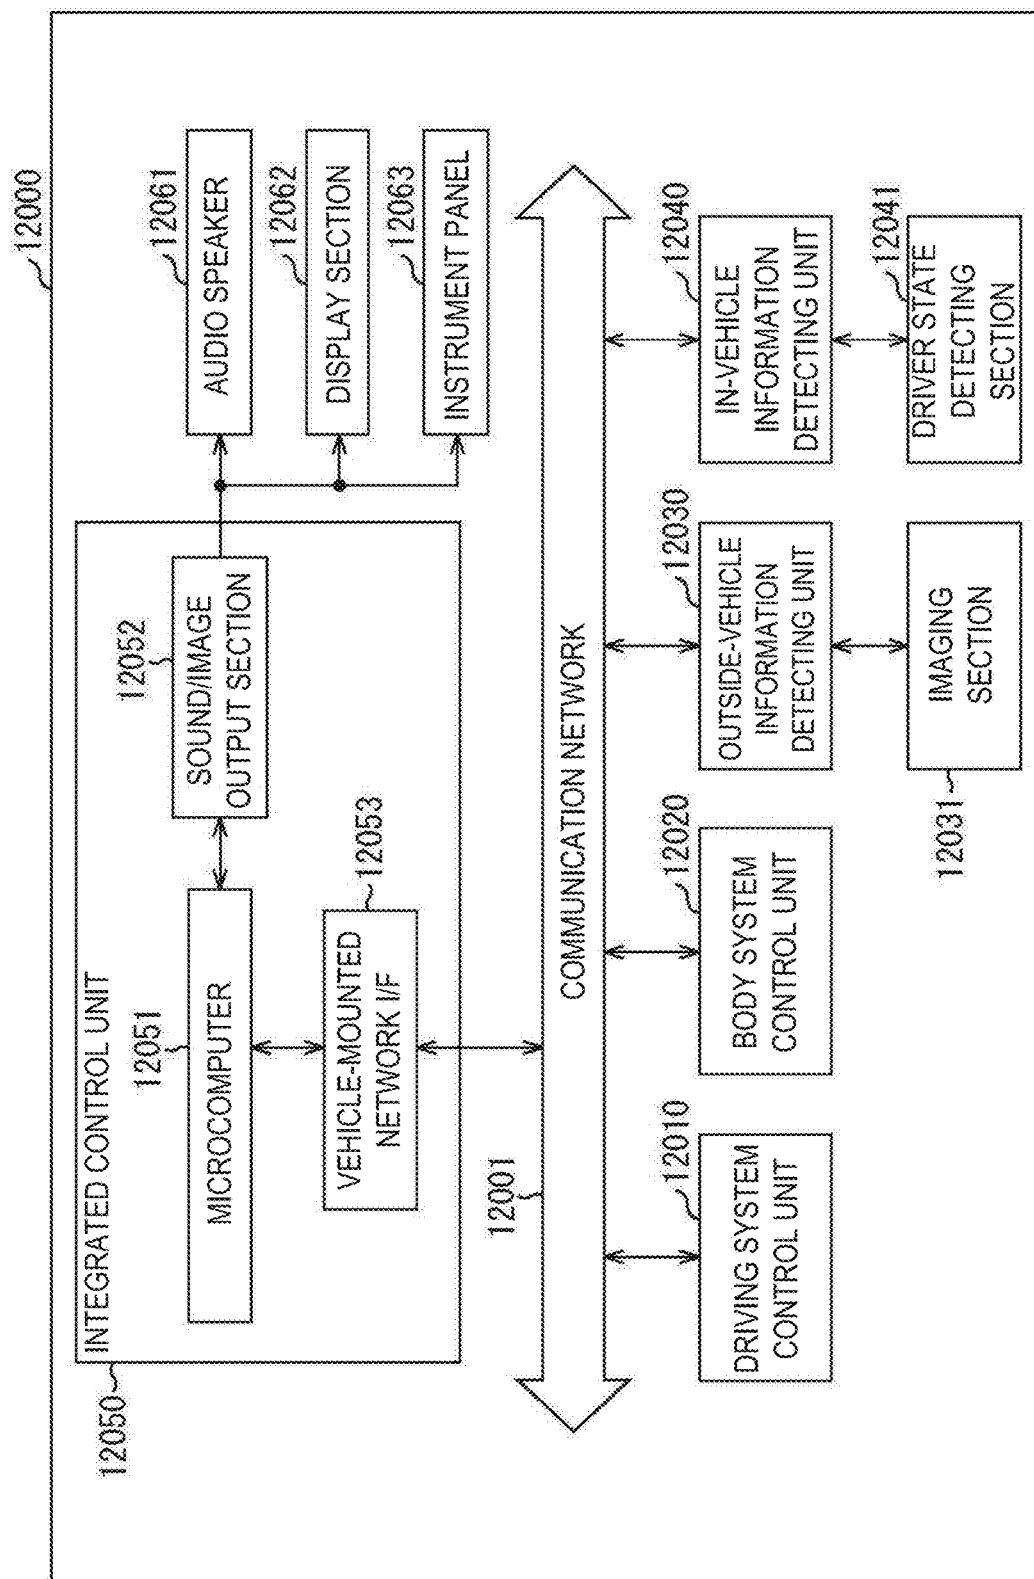 12000
12050
INTEGRATED CONTROL UNIT
12051
MICROCOMPUTER
12052
SOUND/IMAGE
OUTPUT SECTION
12053
VEHICLE-MOUNTED
NETWORK I/F
12061
AUDIO SPEAKER
12062
DISPLAY SECTION
12063
INSTRUMENT PANEL
12001
COMMUNICATION NETWORK
12010
DRIVING SYSTEM
CONTROL UNIT
12020
BODY SYSTEM
CONTROL UNIT
12030
OUTSIDE-VEHICLE
INFORMATION
DETECTING UNIT
12040
IN-VEHICLE
INFORMATION
DETECTING UNIT
12031
IMAGING
SECTION
12041
DRIVER STATE
DETECTING
SECTION